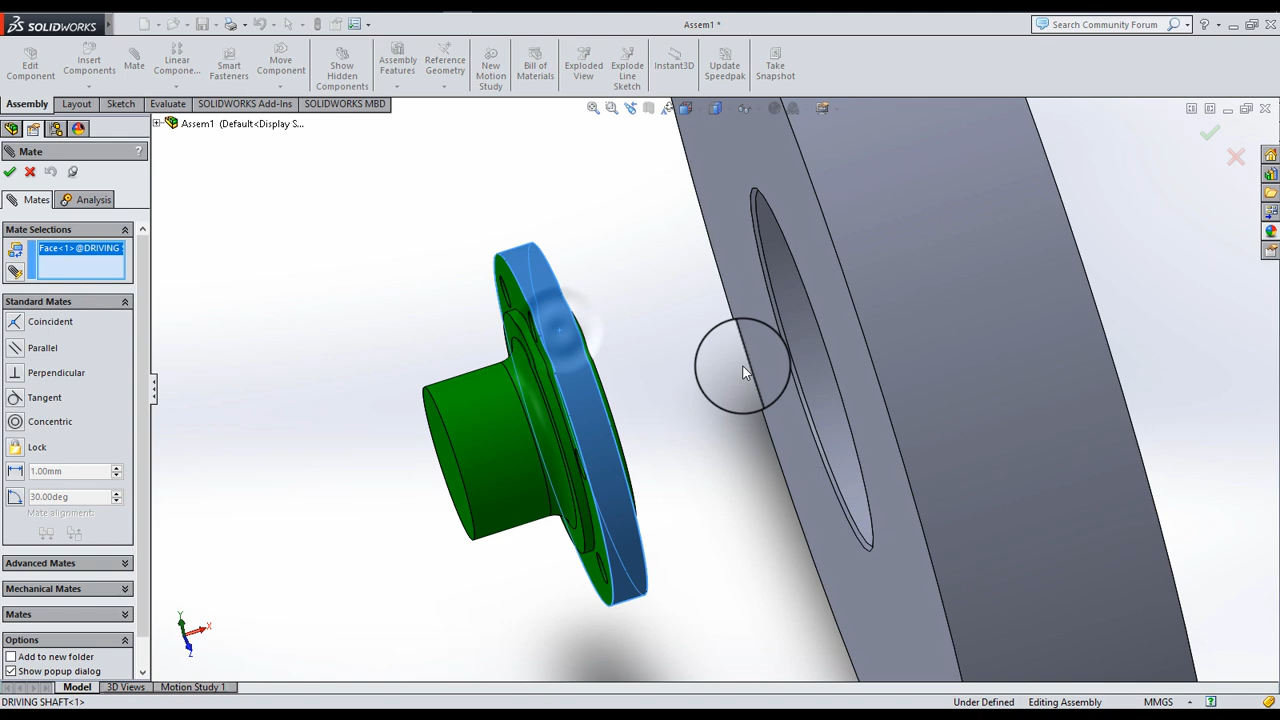 SOLIDWORKS
Assem1 *
Search Community Forum
Edit Component
Insert Components
Mate
Linear Compone...
Smart Fasteners
Move Component
Show Hidden Components
Assembly Features
Reference Geometry
New Motion Study
Bill of Materials
Exploded View
Explode Line Sketch
Instant3D
Update Speedpak
Take Snapshot
Assembly
Layout
Sketch
Evaluate
SOLIDWORKS Add-Ins
SOLIDWORKS MBD
Assem1 (Default<Display S...
Mate
?
Mates
Analysis
Mate Selections
Face<1>@DRIVING S
Standard Mates
Coincident
Parallel
Perpendicular
Tangent
Concentric
Lock
1.00mm
30.00deg
Mate alignment:
Advanced Mates
Mechanical Mates
Mates
Options
Add to new folder
Show popup dialog
Y
X
Z
Model
3D Views
Motion Study 1
DRIVING SHAFT<1>
Under Defined
Editing Assembly
MMGS
?